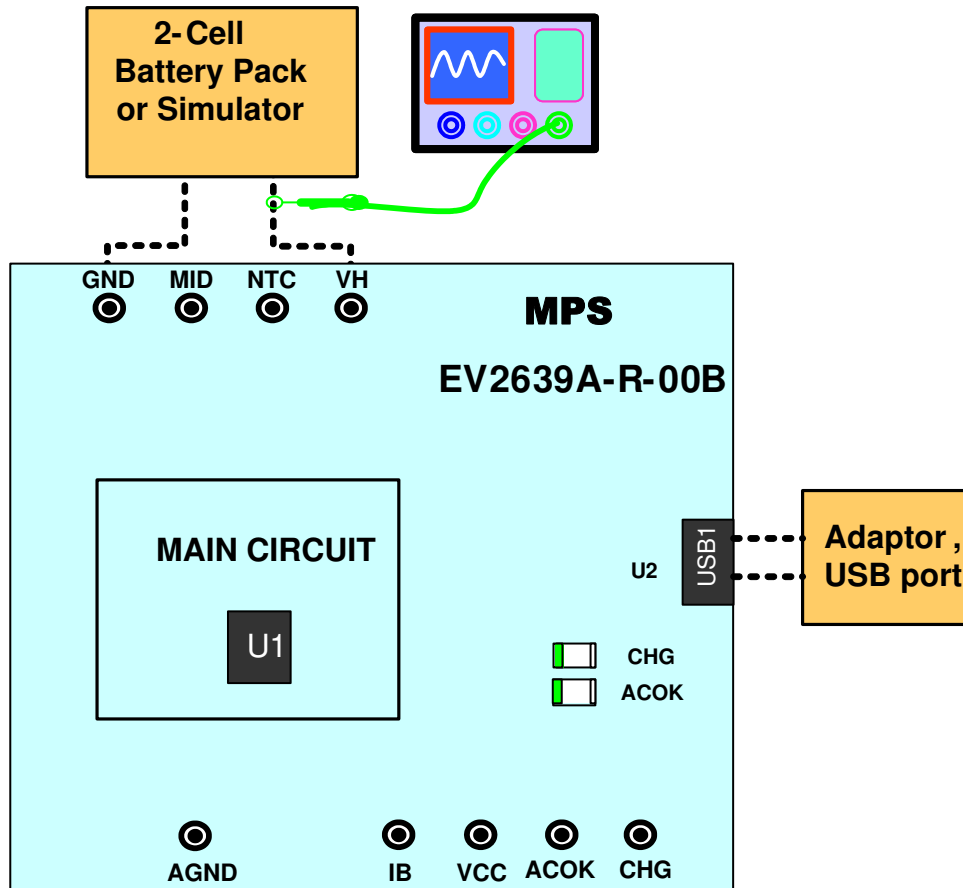 2-Cell
Battery Pack
or Simulator
GND MID NTC VH
MPS
EV2639A-R-00B
MAIN CIRCUIT
U1
U2
USB1
Adaptor ,
USB port
CHG
ACOK
AGND IB VCC ACOK CHG